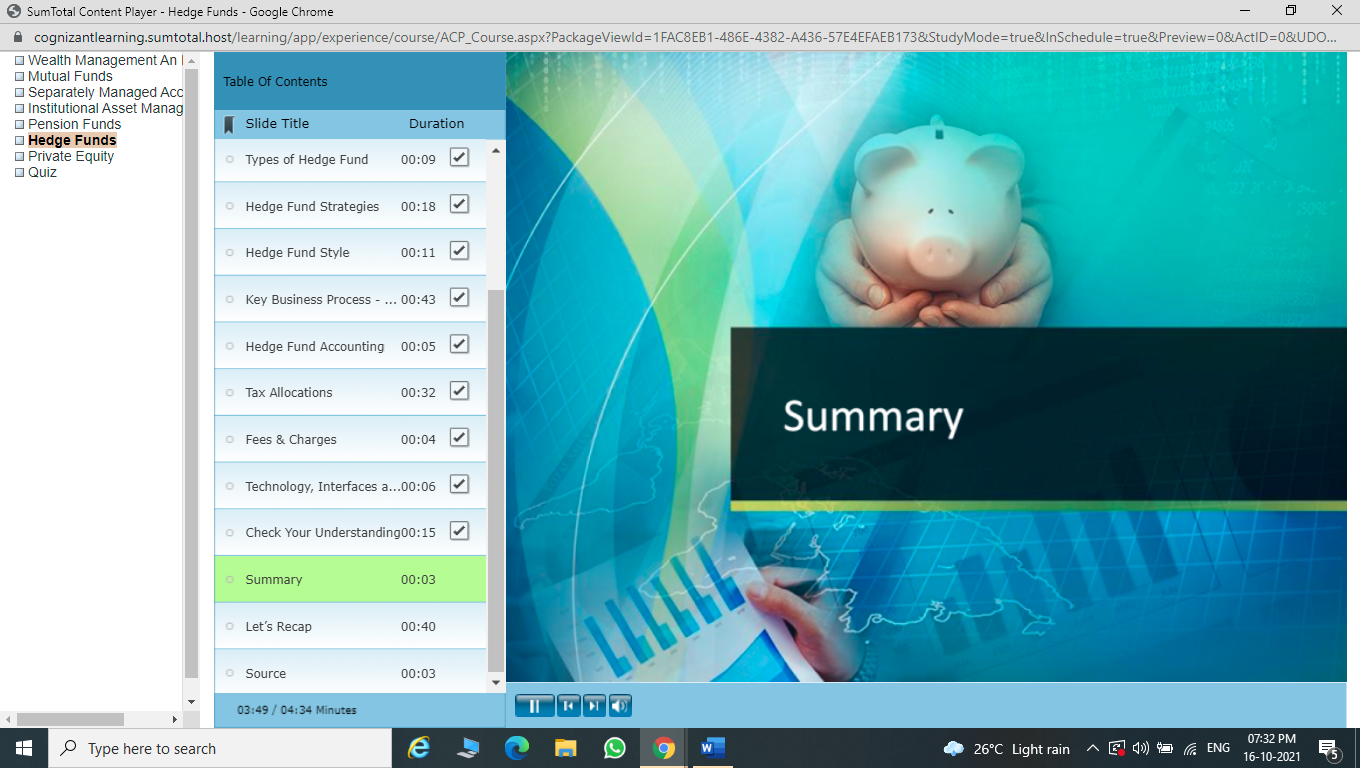 SumTotal Content Player - Hedge Funds - Google Chrome
cognizantlearning.sumtotal.host/learning/app/experience/course/ACP_Course.aspx?PackageViewId=1FAC8EB1-486E-4382-A436-57E4EFAEB173&StudyMode=true&InSchedule=true&Preview=0&ActID=0&UDO...
Wealth Management An
Mutual Funds
Separately Managed Acc
Institutional Asset Manag
Pension Funds
Hedge Funds
Private Equity
Quiz
Table Of Contents
Slide Title Duration
Types of Hedge Fund 00:09
Hedge Fund Strategies 00:18
Hedge Fund Style 00:11
Key Business Process - ... 00:43
Hedge Fund Accounting 00:05
Tax Allocations 00:32
Fees & Charges 00:04
Technology, Interfaces a... 00:06
Check Your Understanding 00:15
Summary 00:03
Let's Recap 00:40
Source 00:03
03:49 / 04:34 Minutes
Summary
Type here to search
26°C Light rain
ENG
07:32 PM
16-10-2021
5